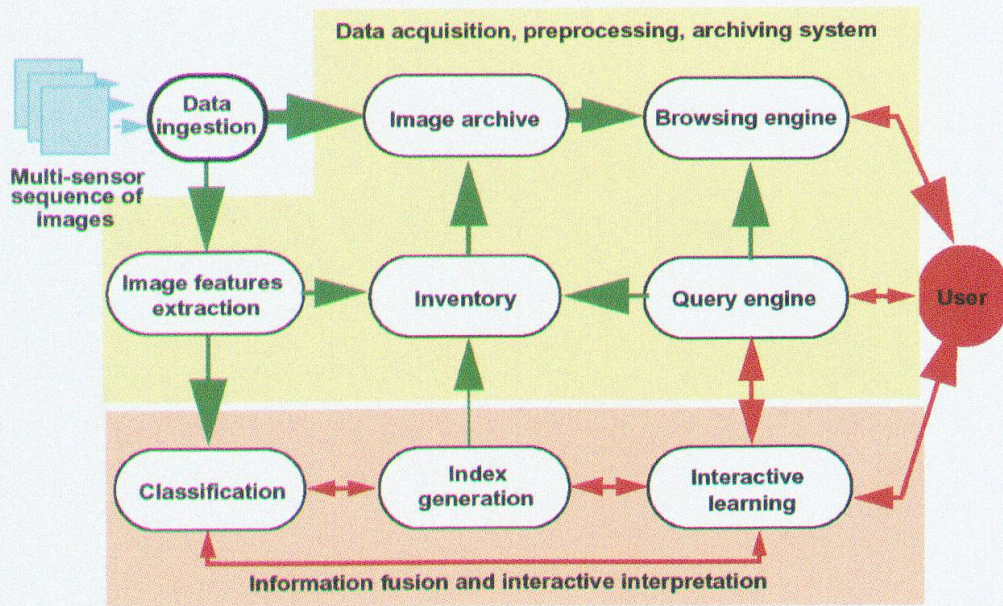 Data acquisition, preprocessing, archiving system
Data
ingestion
Image archive
Browsing engine
Multi-sensor
sequence of
images
Image features
extraction
Inventory
Query engine
User
Classification
Index
generation
Interactive
learning
Information fusion and interactive interpretation